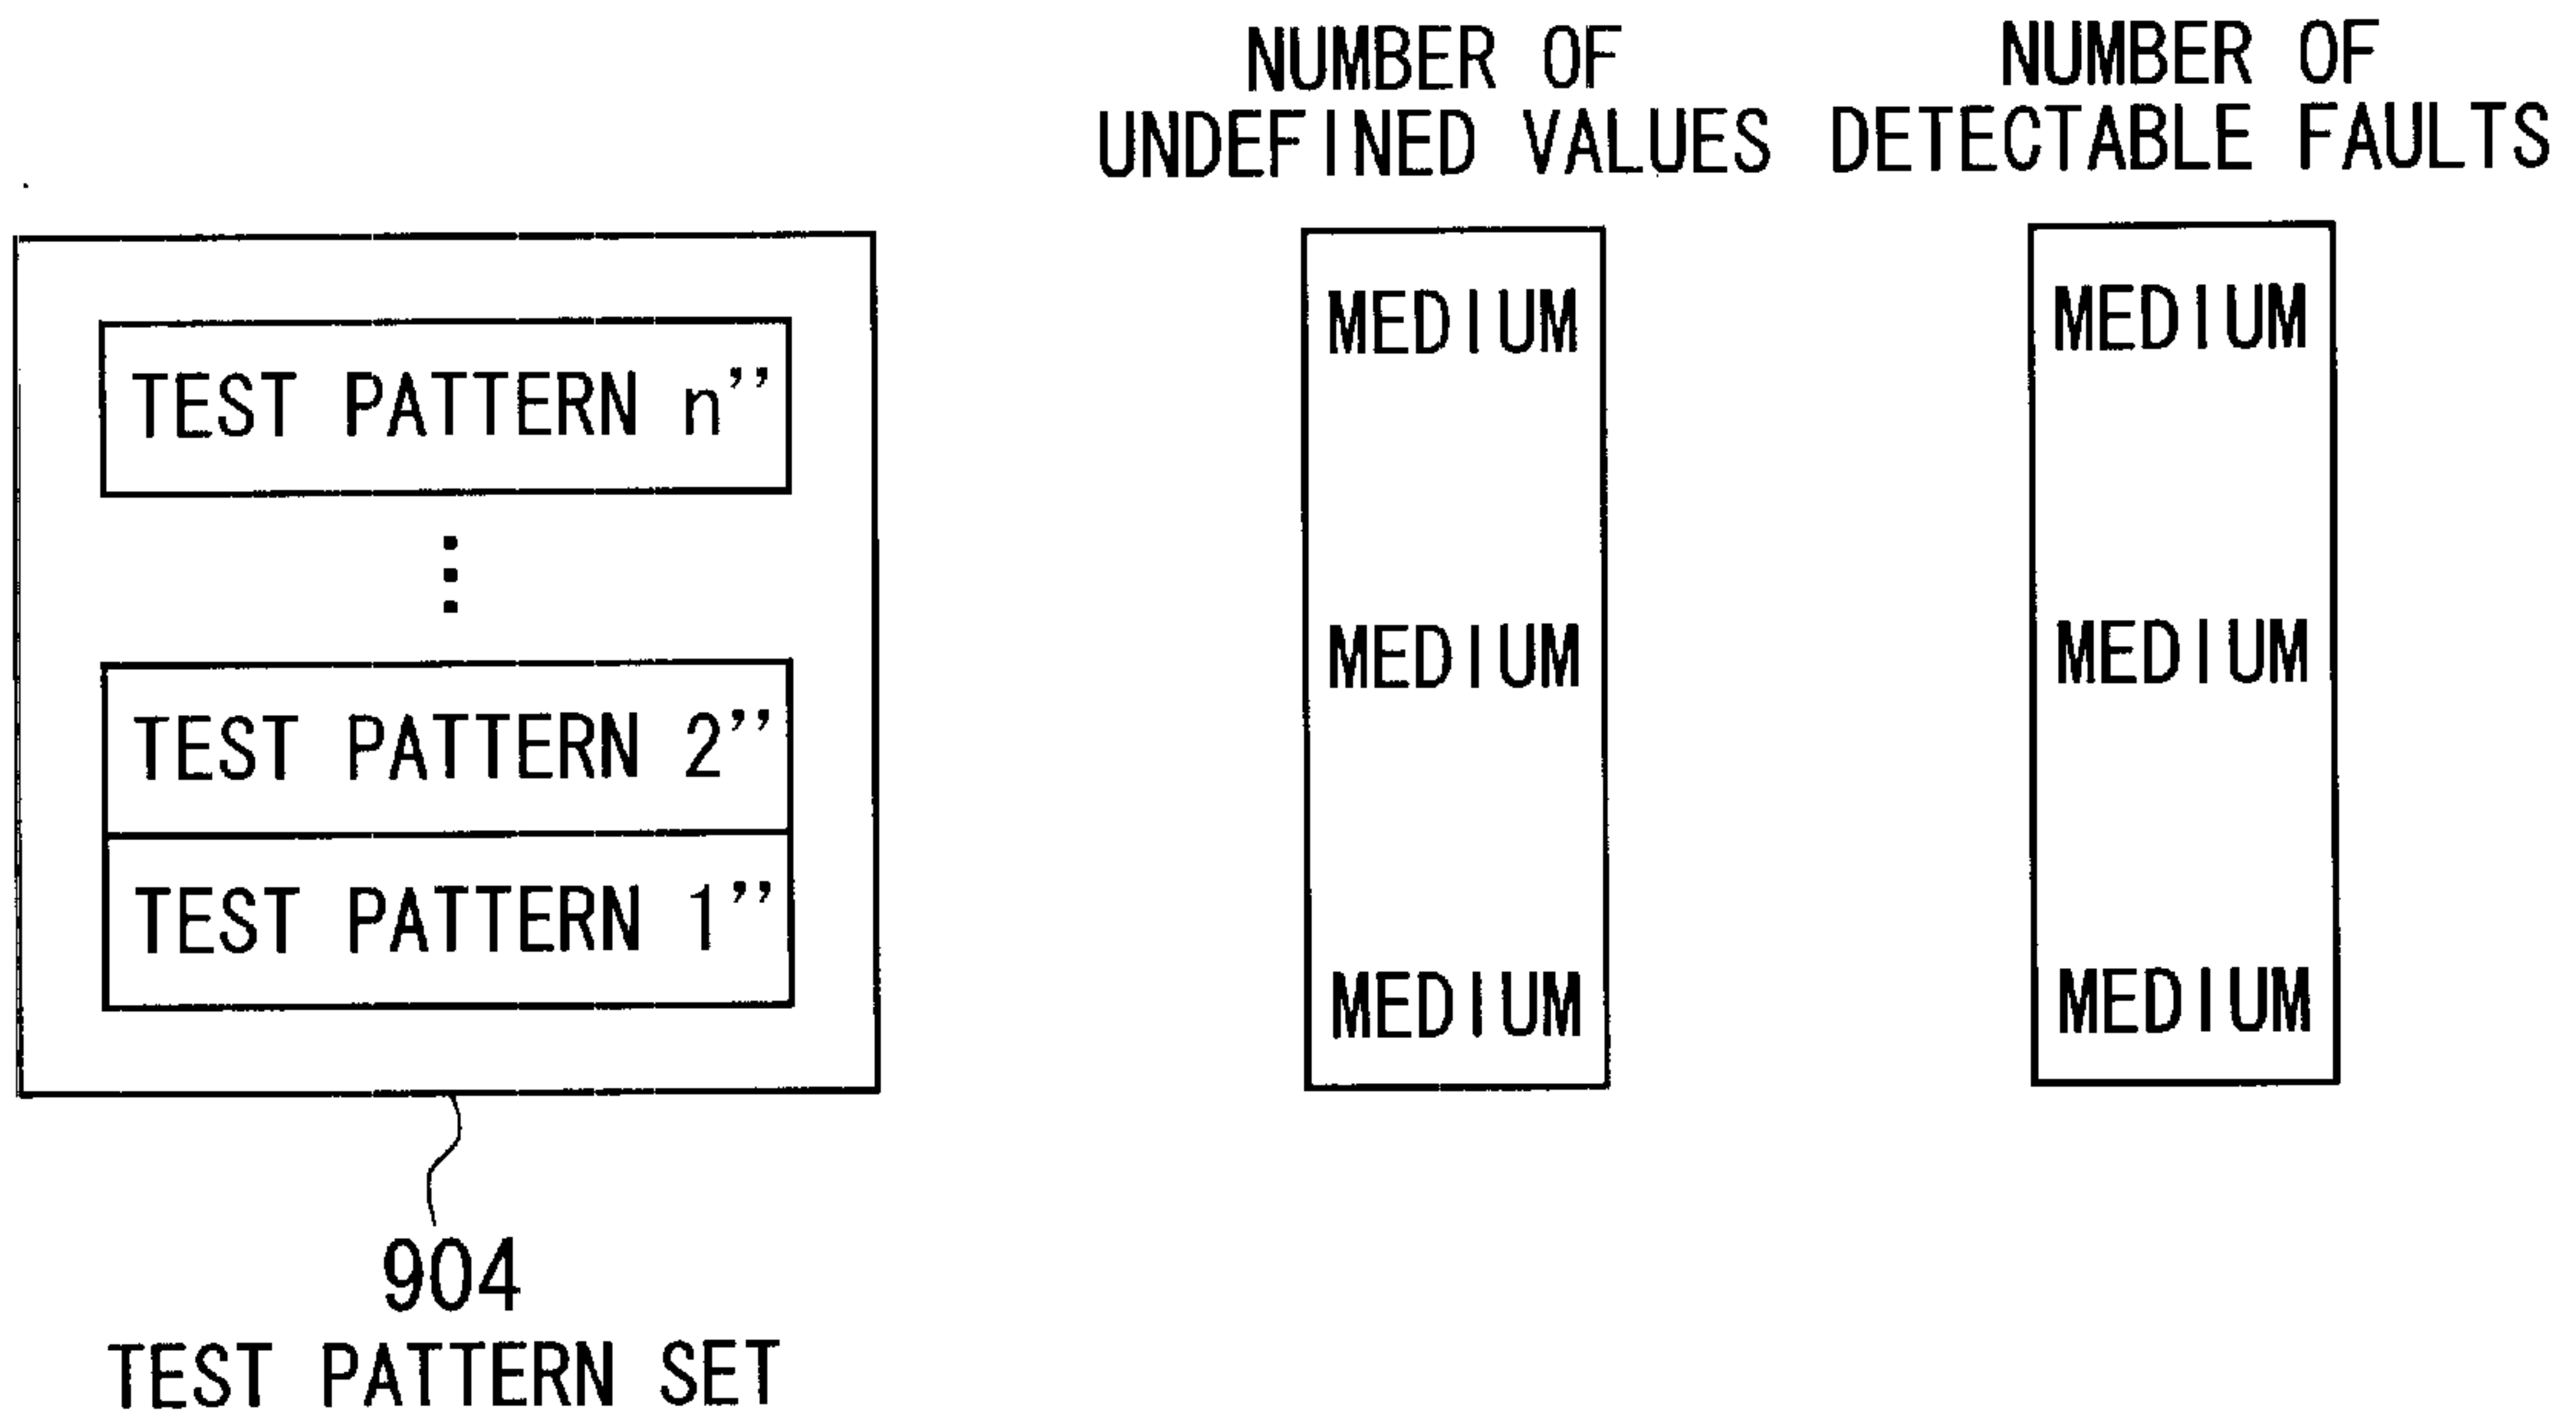 NUMBER OF
UNDEFINED VALUES
NUMBER OF
DETECTABLE FAULTS
TEST PATTERN n’’
TEST PATTERN 2’’
TEST PATTERN 1’’
MEDIUM
MEDIUM
MEDIUM
MEDIUM
MEDIUM
MEDIUM
904
TEST PATTERN SET